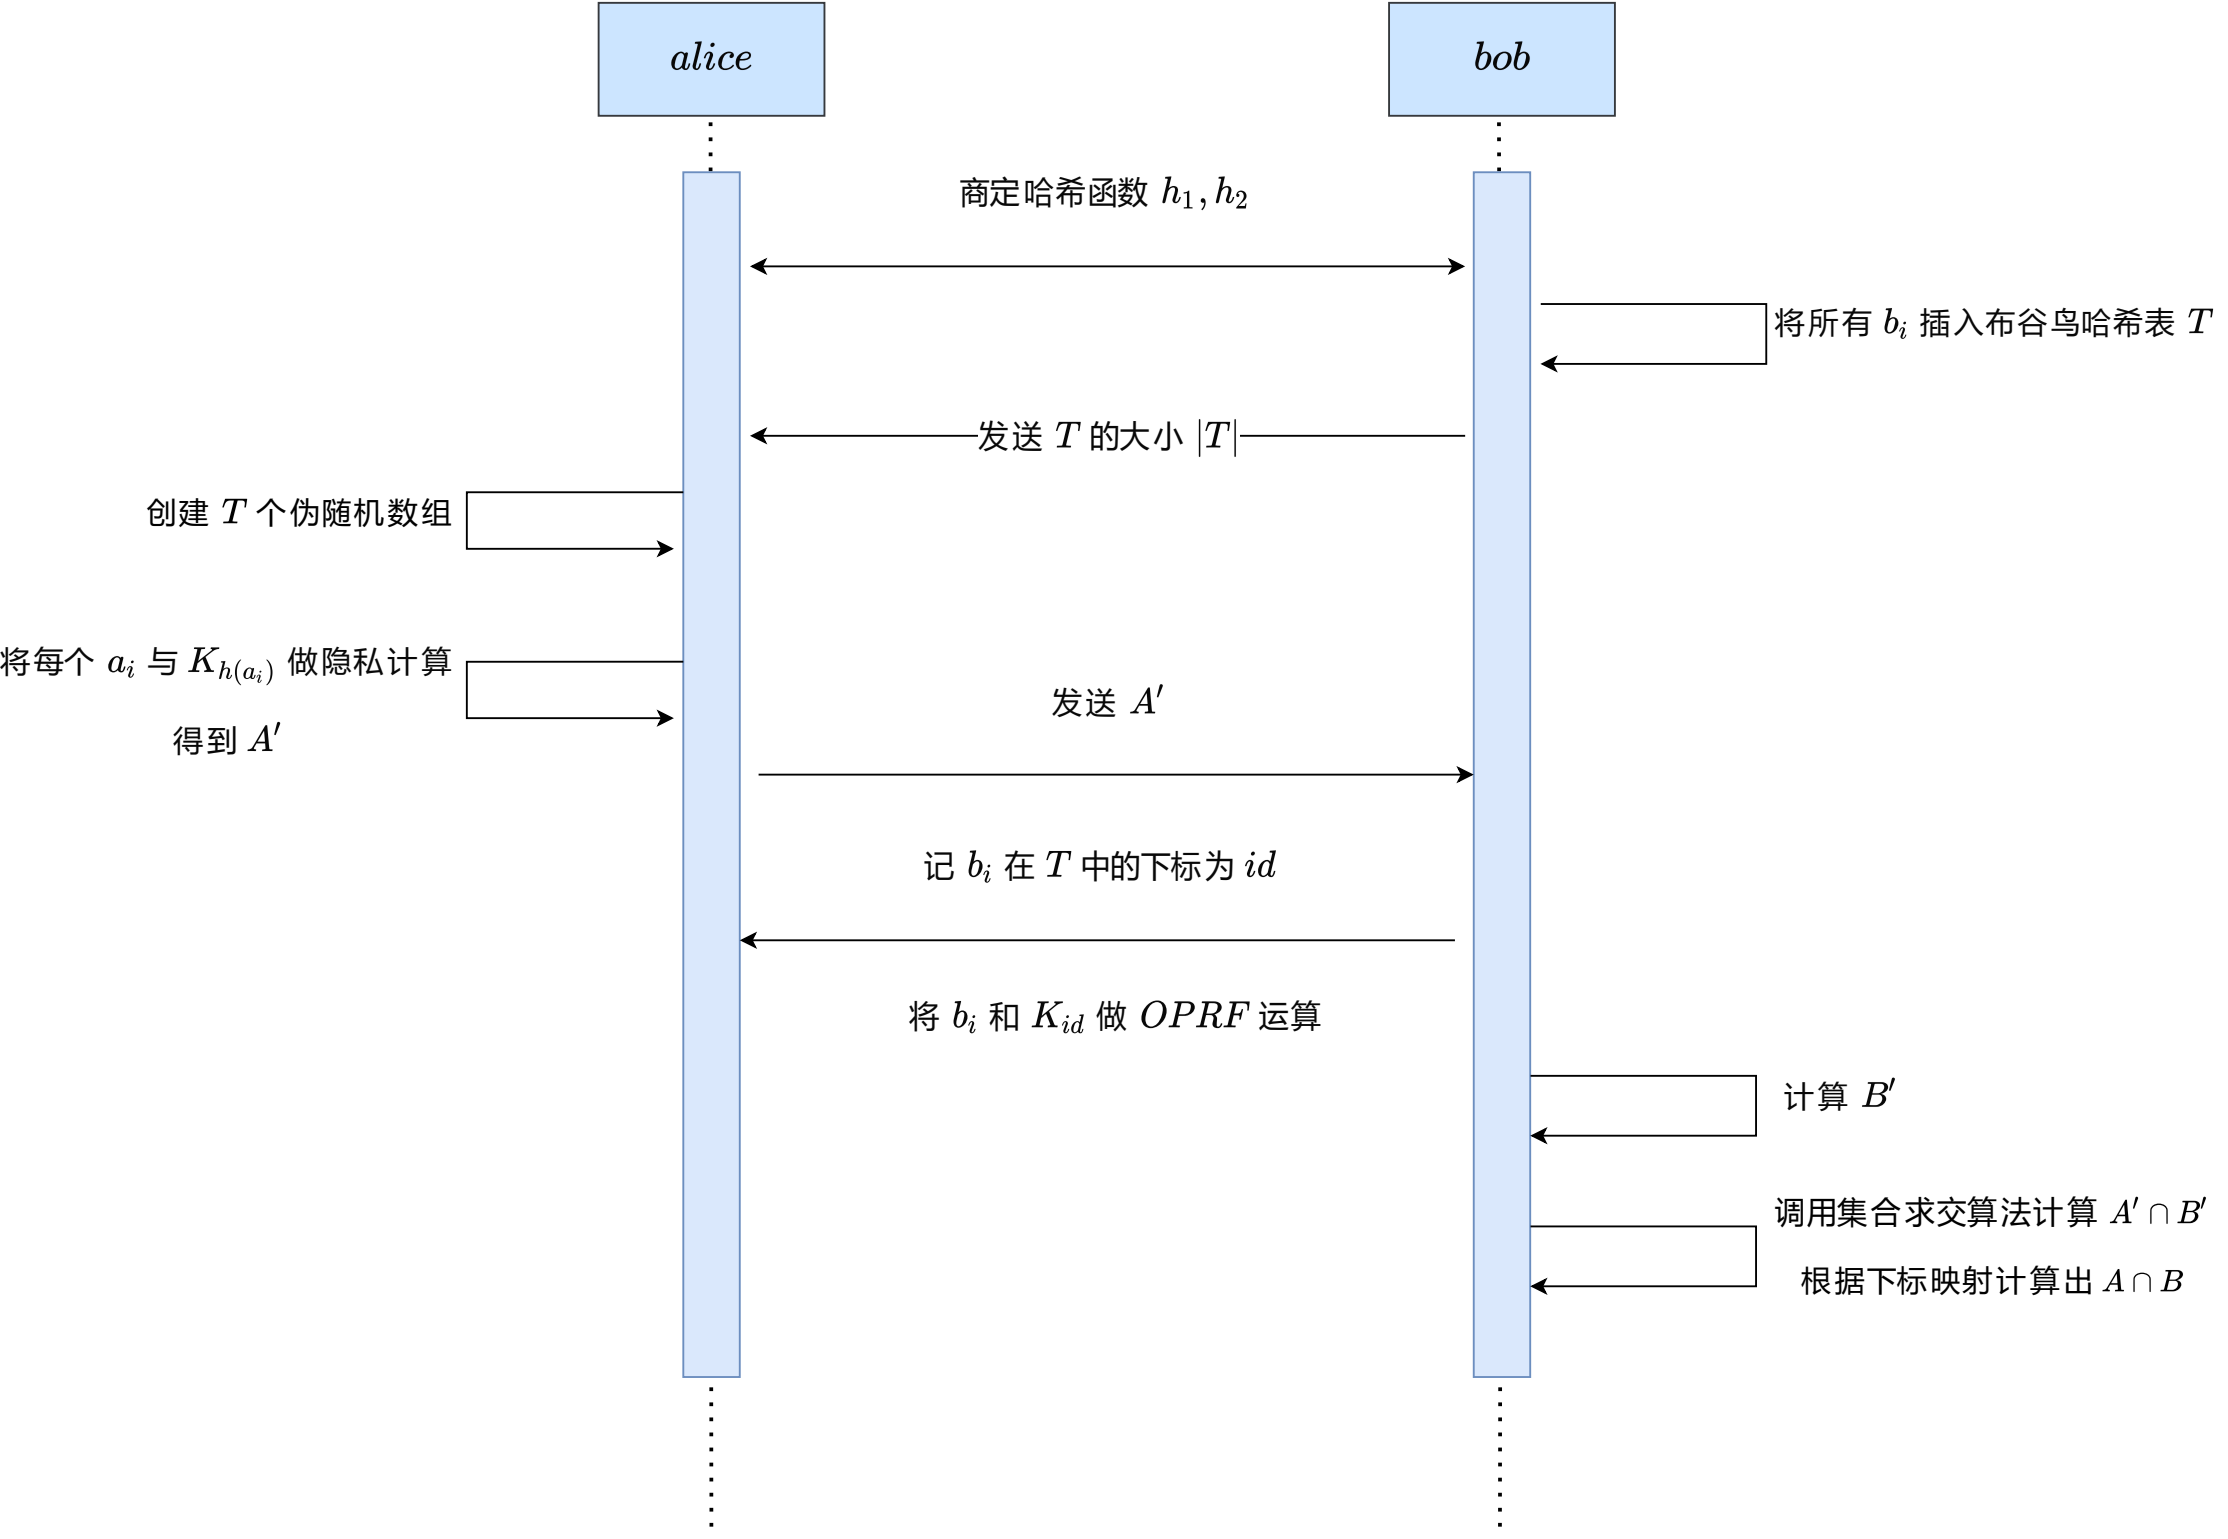 alice
bob
商定哈希函数 h₁, h₂
将所有 bᵢ 插入布谷鸟哈希表 T
发送 T 的大小 |T|
创建 T 个伪随机数组
将每个 aᵢ 与 K_{h(aᵢ)} 做隐私计算
得到 A′
发送 A′
记 bᵢ 在 T 中的下标为 id
将 bᵢ 和 K_{id} 做 OPRF 运算
计算 B′
调用集合求交算法计算 A′ ∩ B′
根据下标映射计算出 A ∩ B